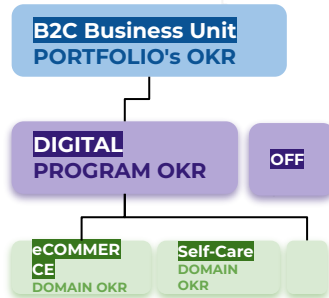 B2C Business Unit
PORTFOLIO's OKR
DIGITAL
PROGRAM OKR
OFF
eCOMMER
CE
DOMAIN OKR
Self-Care
DOMAIN
OKR